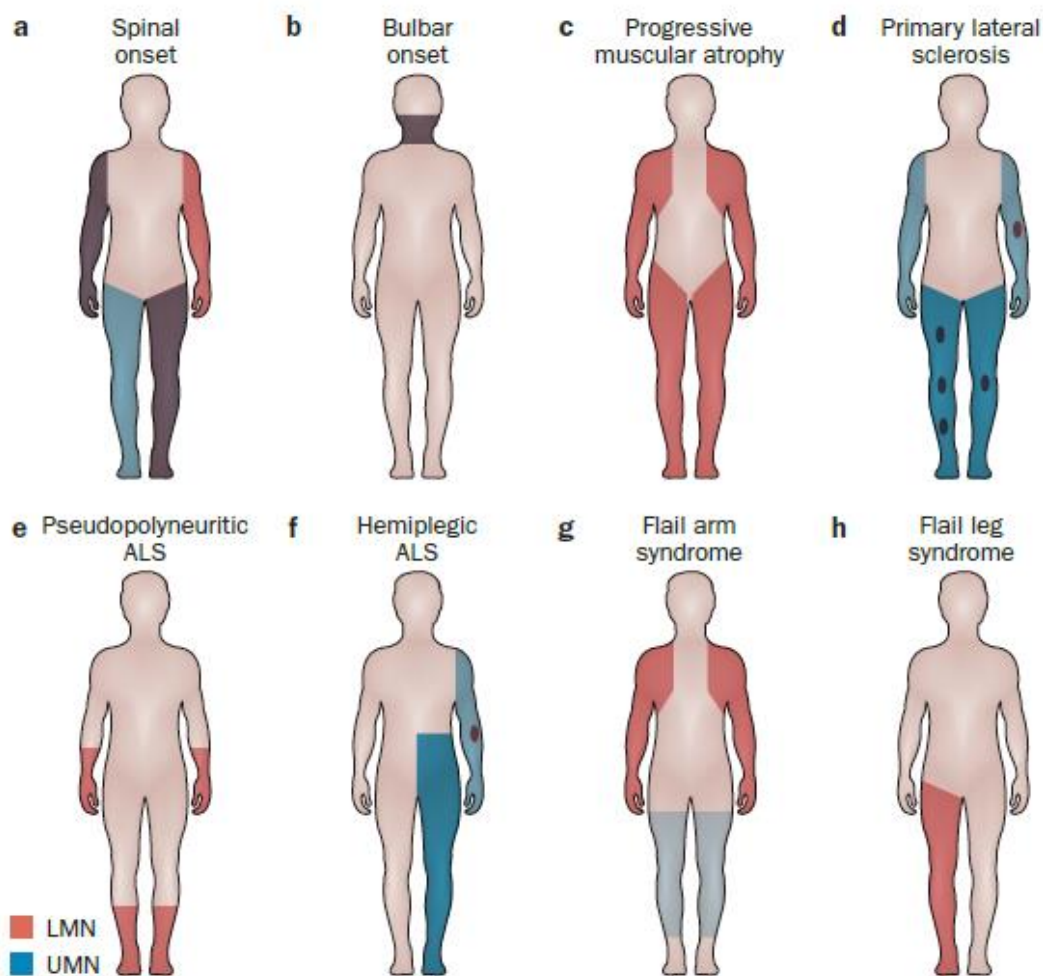 a Spinal onset
b Bulbar onset
c Progressive muscular atrophy
d Primary lateral sclerosis
e Pseudopolyneuritic ALS
f Hemiplegic ALS
g Flail arm syndrome
h Flail leg syndrome
LMN
UMN